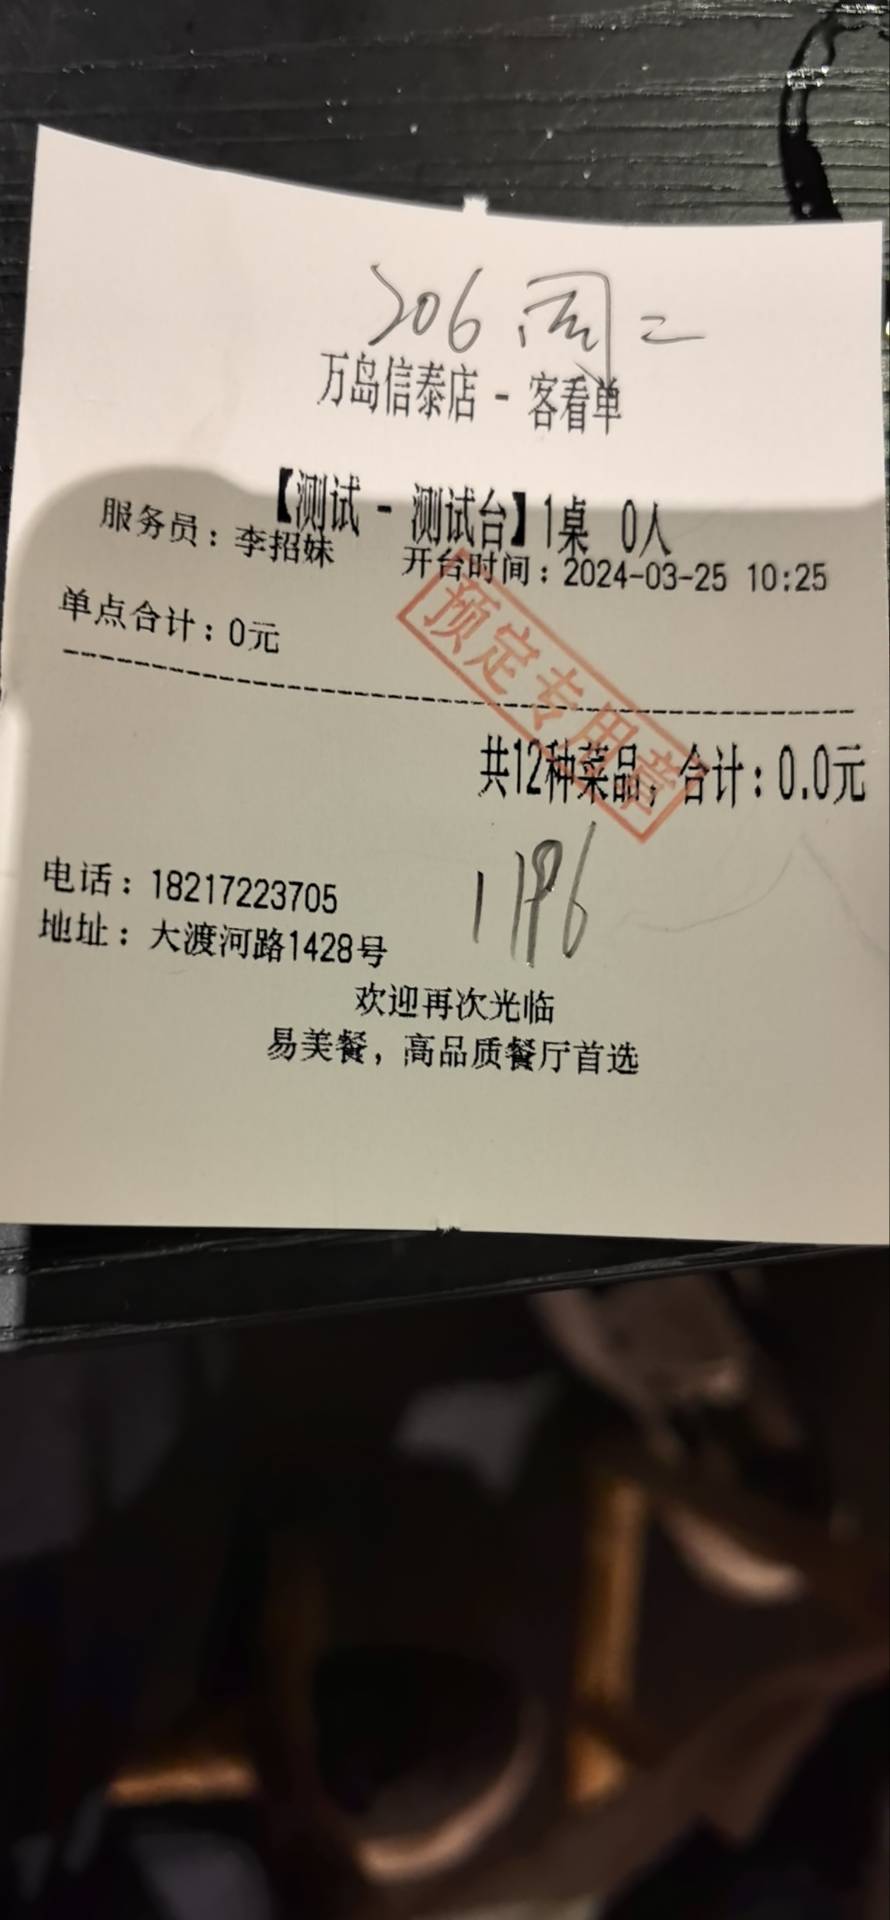 206 周二
万岛信泰店 - 客看单
【测试 - 测试台】1桌 0人
服务员：李招妹 开台时间：2024-03-25 10:25
单点合计：0元
预定专用章
共12种菜品，合计：0.0元
1196
电话：18217223705
地址：大渡河路1428号
欢迎再次光临
易美餐，高品质餐厅首选